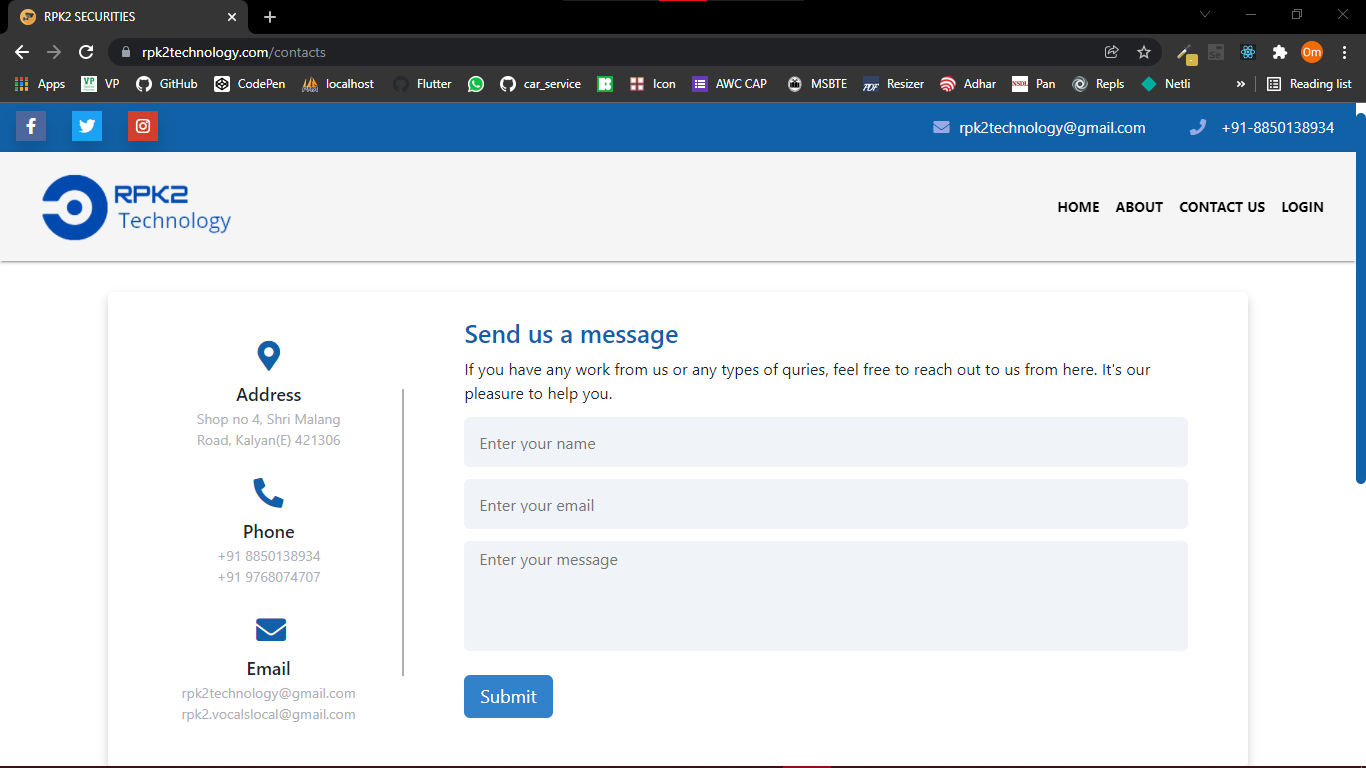 RPK2 SECURITIES
rpk2technology.com/contacts
Om
Apps VP VP GitHub CodePen localhost Flutter car_service Icon AWC CAP MSBTE PDF Resizer Adhar NSDL Pan Repls Netli » Reading list
rpk2technology@gmail.com +91-8850138934
RPK2
Technology
HOME ABOUT CONTACT US LOGIN
Send us a message
If you have any work from us or any types of quries, feel free to reach out to us from here. It's our
pleasure to help you.
Address
Shop no 4, Shri Malang
Road, Kalyan(E) 421306
Phone
+91 8850138934
+91 9768074707
Email
rpk2technology@gmail.com
rpk2.vocalslocal@gmail.com
Enter your name
Enter your email
Enter your message
Submit